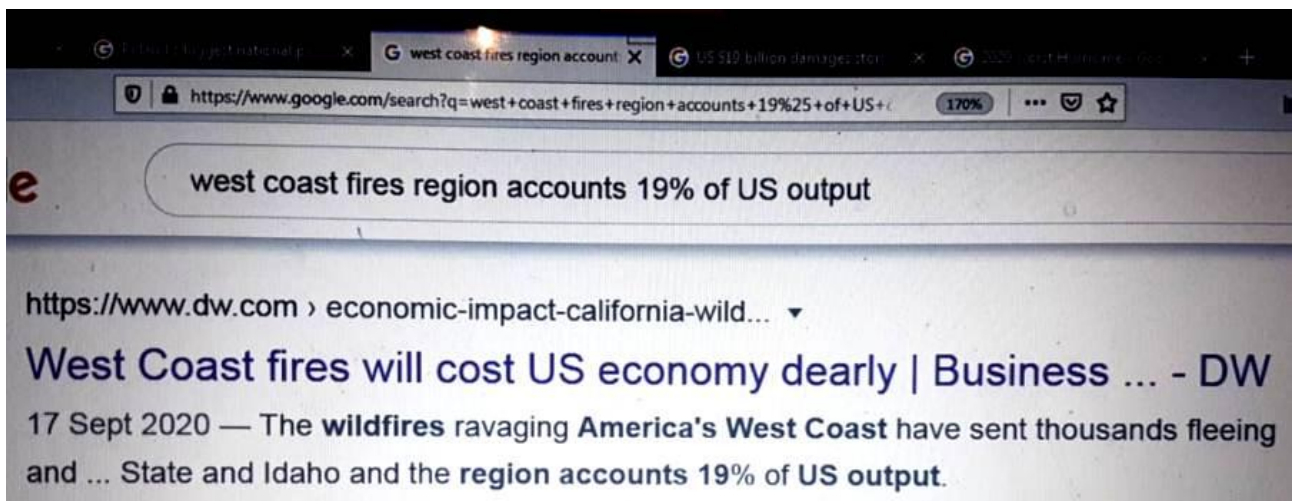 west coast fires region account
US $19 billion damages stor
https://www.google.com/search?q=west+coast+fires+region+accounts+19%25+of+US+
170%
e
west coast fires region accounts 19% of US output
https://www.dw.com › economic-impact-california-wild...
West Coast fires will cost US economy dearly | Business ... - DW
17 Sept 2020 — The wildfires ravaging America's West Coast have sent thousands fleeing
and ... State and Idaho and the region accounts 19% of US output.